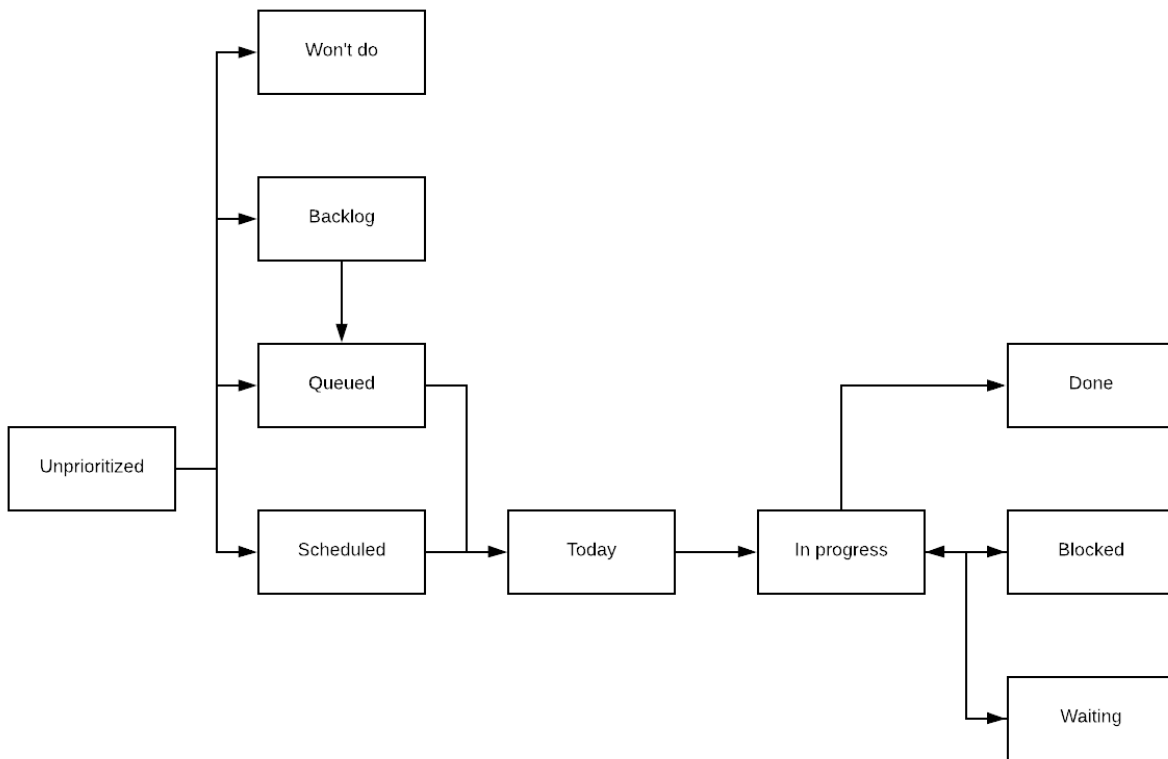 Won't do
Backlog
Queued
Done
Unprioritized
Scheduled
Today
In progress
Blocked
Waiting